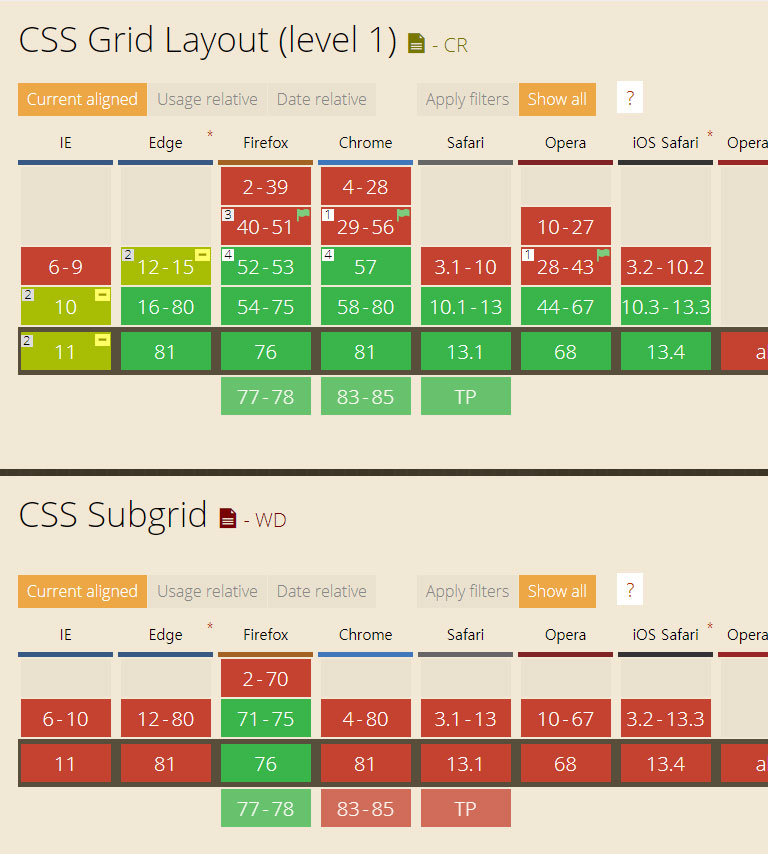 CSS Grid Layout (level 1) - CR
Current aligned Usage relative Date relative Apply filters Show all ?
IE Edge * Firefox Chrome Safari Opera iOS Safari * Opera
2-39 4-28
3 40-51 1 29-56 10-27
6-9 2 12-15 4 52-53 4 57 3.1-10 1 28-43 3.2-10.2
2 10 16-80 54-75 58-80 10.1-13 44-67 10.3-13.3
2 11 81 76 81 13.1 68 13.4 a
77-78 83-85 TP
CSS Subgrid - WD
Current aligned Usage relative Date relative Apply filters Show all ?
IE Edge * Firefox Chrome Safari Opera iOS Safari * Opera
2-70
6-10 12-80 71-75 4-80 3.1-13 10-67 3.2-13.3
11 81 76 81 13.1 68 13.4 a
77-78 83-85 TP